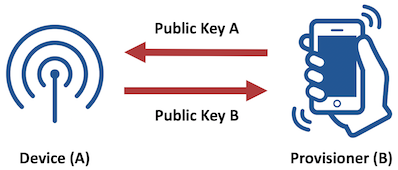 Public Key A
Public Key B
Device (A)
Provisioner (B)